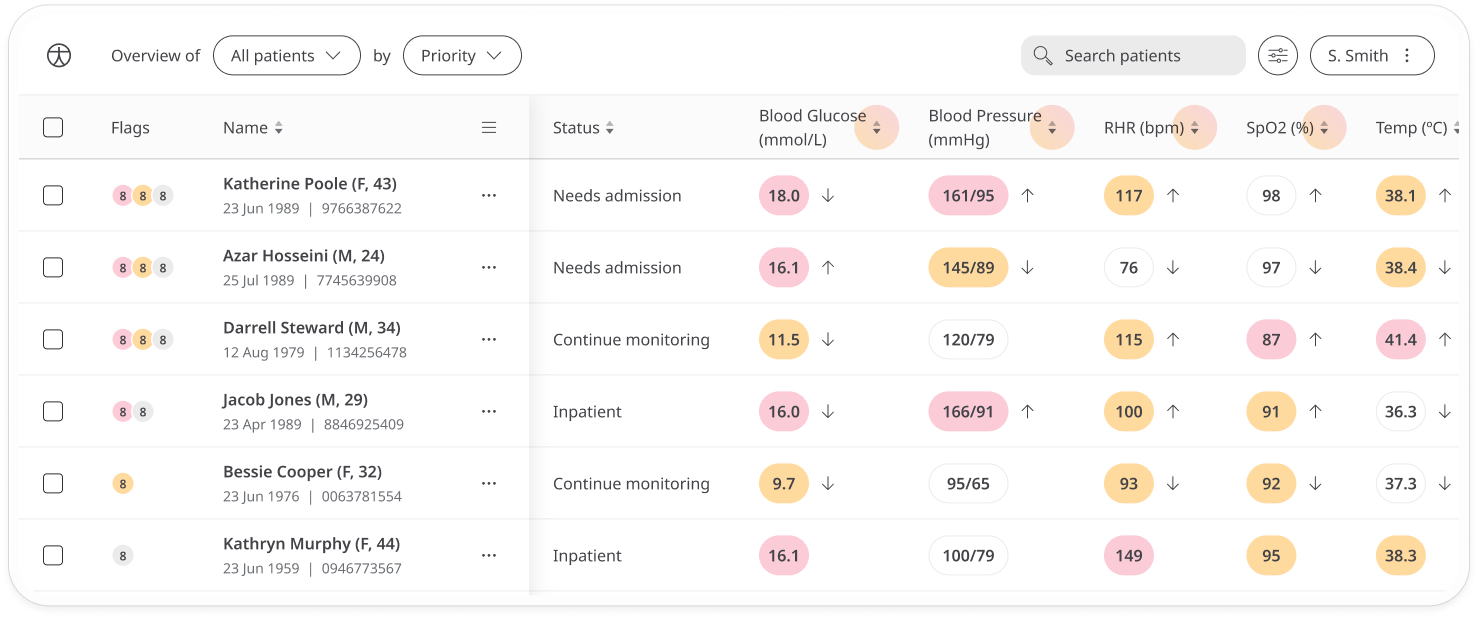 Overview of All patients by Priority Search patients S. Smith
Flags Name Status Blood Glucose (mmol/L) Blood Pressure (mmHg) RHR (bpm) SpO2 (%) Temp (ºC)
8 8 8 Katherine Poole (F, 43) Needs admission 18.0 ↓ 161/95 ↑ 117 ↑ 98 ↑ 38.1 ↑
23 Jun 1989 | 9766387622
8 8 8 Azar Hosseini (M, 24) Needs admission 16.1 ↑ 145/89 ↓ 76 ↓ 97 ↓ 38.4 ↓
25 Jul 1989 | 7745639908
8 8 8 Darrell Steward (M, 34) Continue monitoring 11.5 ↓ 120/79 115 ↑ 87 ↑ 41.4 ↑
12 Aug 1979 | 1134256478
8 8 Jacob Jones (M, 29) Inpatient 16.0 ↓ 166/91 ↑ 100 ↑ 91 ↑ 36.3 ↓
23 Apr 1989 | 8846925409
8 Bessie Cooper (F, 32) Continue monitoring 9.7 ↓ 95/65 93 ↓ 92 ↓ 37.3 ↓
23 Jun 1976 | 0063781554
8 Kathryn Murphy (F, 44) Inpatient 16.1 100/79 149 95 38.3
23 Jun 1959 | 0946773567